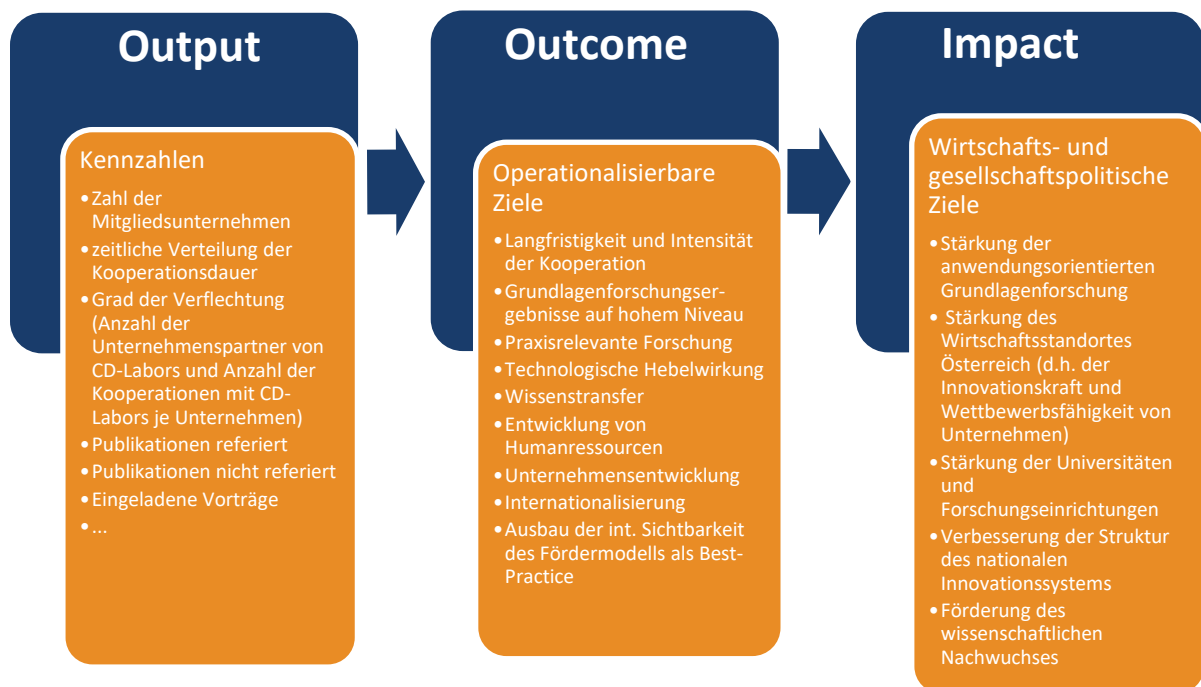 Output
Kennzahlen
•Zahl der
Mitgliedsunternehmen
•zeitliche Verteilung der
Kooperationsdauer
•Grad der Verflechtung
(Anzahl der
Unternehmenspartner von
CD-Labors und Anzahl der
Kooperationen mit CD-
Labors je Unternehmen)
•Publikationen referiert
•Publikationen nicht referiert
•Eingeladene Vorträge
•...
Outcome
Operationalisierbare
Ziele
•Langfristigkeit und Intensität
der Kooperation
•Grundlagenforschungser-
gebnisse auf hohem Niveau
•Praxisrelevante Forschung
•Technologische Hebelwirkung
•Wissenstransfer
•Entwicklung von
Humanressourcen
•Unternehmensentwicklung
•Internationalisierung
•Ausbau der int. Sichtbarkeit
des Fördermodells als Best-
Practice
Impact
Wirtschafts- und
gesellschaftspolitische
Ziele
•Stärkung der
anwendungsorientierten
Grundlagenforschung
• Stärkung des
Wirtschaftsstandortes
Österreich (d.h. der
Innovationskraft und
Wettbewerbsfähigkeit von
Unternehmen)
•Stärkung der Universitäten
und
Forschungseinrichtungen
•Verbesserung der Struktur
des nationalen
Innovationssystems
•Förderung des
wissenschaftlichen
Nachwuchses